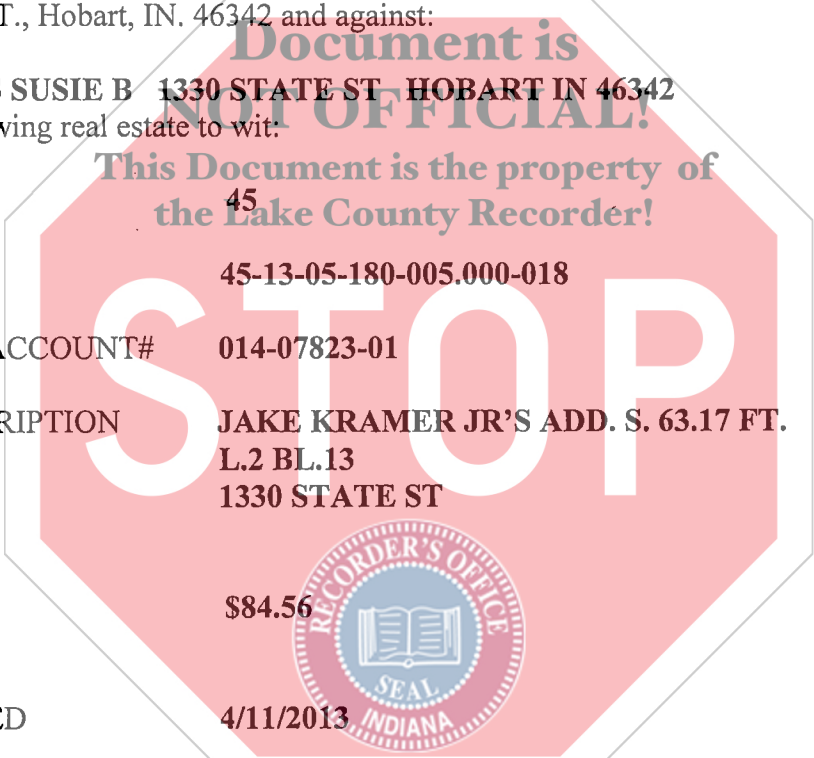 T., Hobart, IN. 46342 and against:
Document is
SUSIE B 1330 STATE ST HOBART IN 46342
NOT OFFICIAL!
wing real estate to wit:
This Document is the property of
45
the Lake County Recorder!
45-13-05-180-005.000-018
STOP
ACCOUNT# 014-07823-01
RIPTION JAKE KRAMER JR'S ADD. S. 63.17 FT.
L.2 BL.13
1330 STATE ST
RECORDER'S OFFICE
$84.56
SEAL
INDIANA
ED 4/11/2013